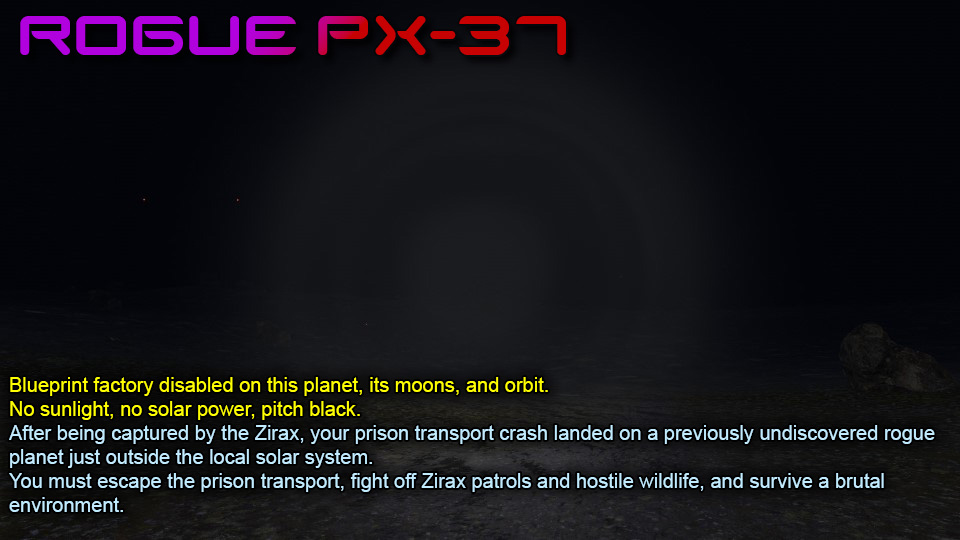 ROGUE PX-37
Blueprint factory disabled on this planet, its moons, and orbit.
No sunlight, no solar power, pitch black.
After being captured by the Zirax, your prison transport crash landed on a previously undiscovered rogue
planet just outside the local solar system.
You must escape the prison transport, fight off Zirax patrols and hostile wildlife, and survive a brutal
environment.